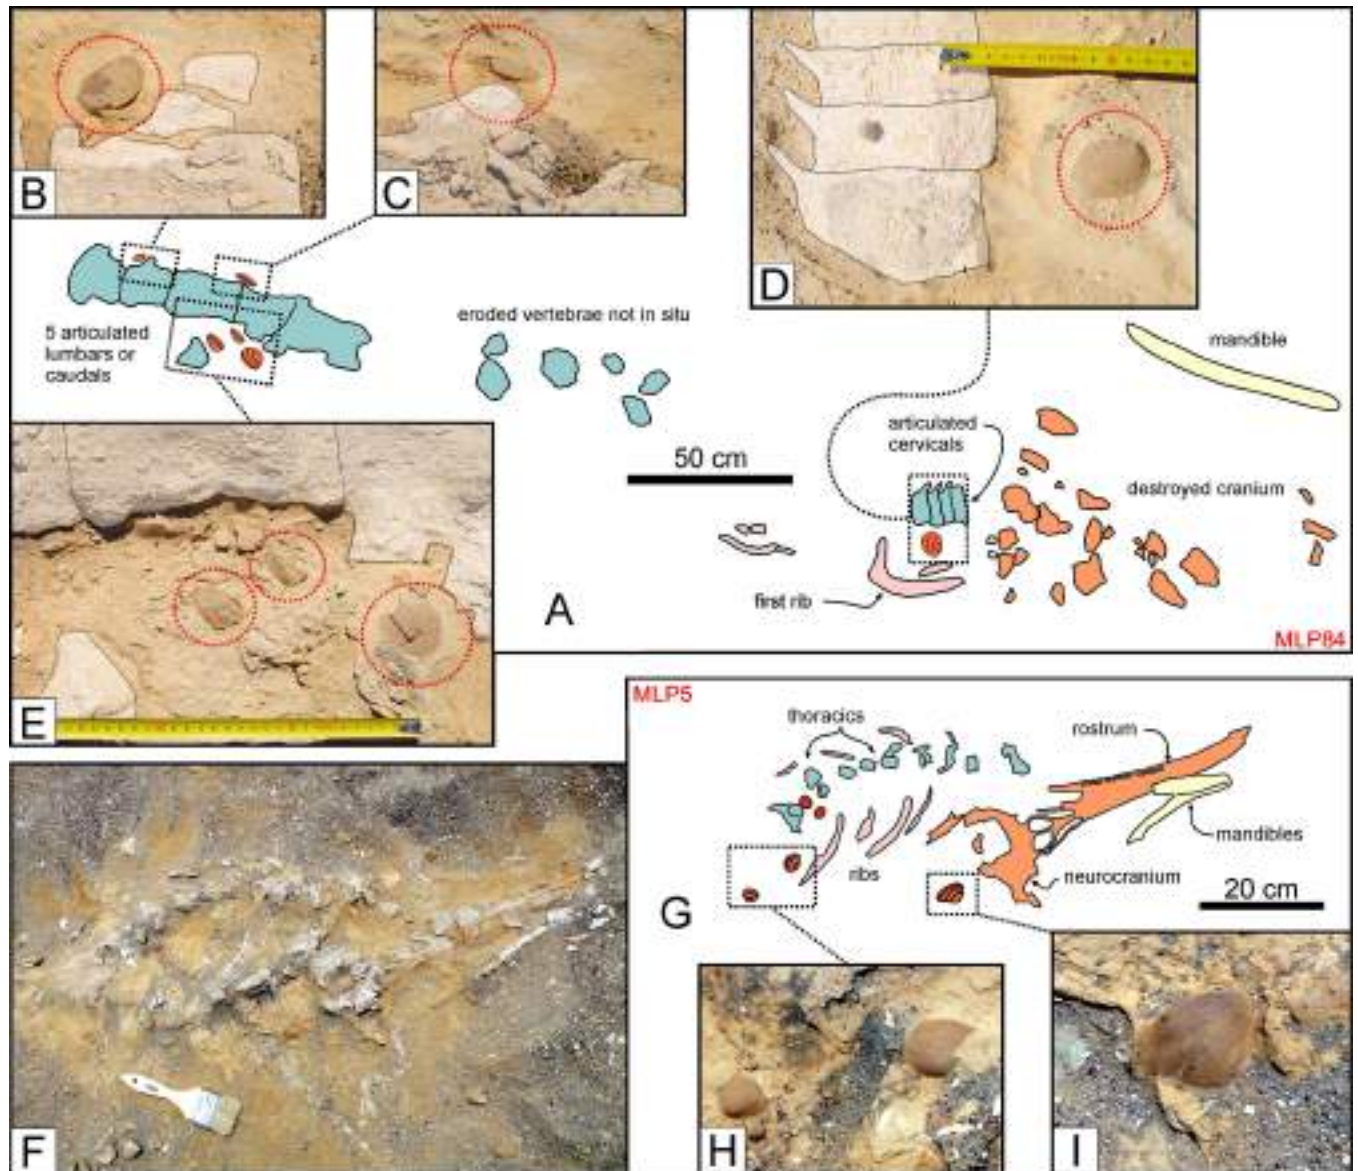 B
C
D
5 articulated
lumbars or
caudals
eroded vertebrae not in situ
mandible
50 cm
articulated
cervicals
destroyed cranium
first rib
A
MLP84
E
MLP5
thoracics
rostrum
mandibles
ribs
neurocranium
20 cm
G
F
H
I